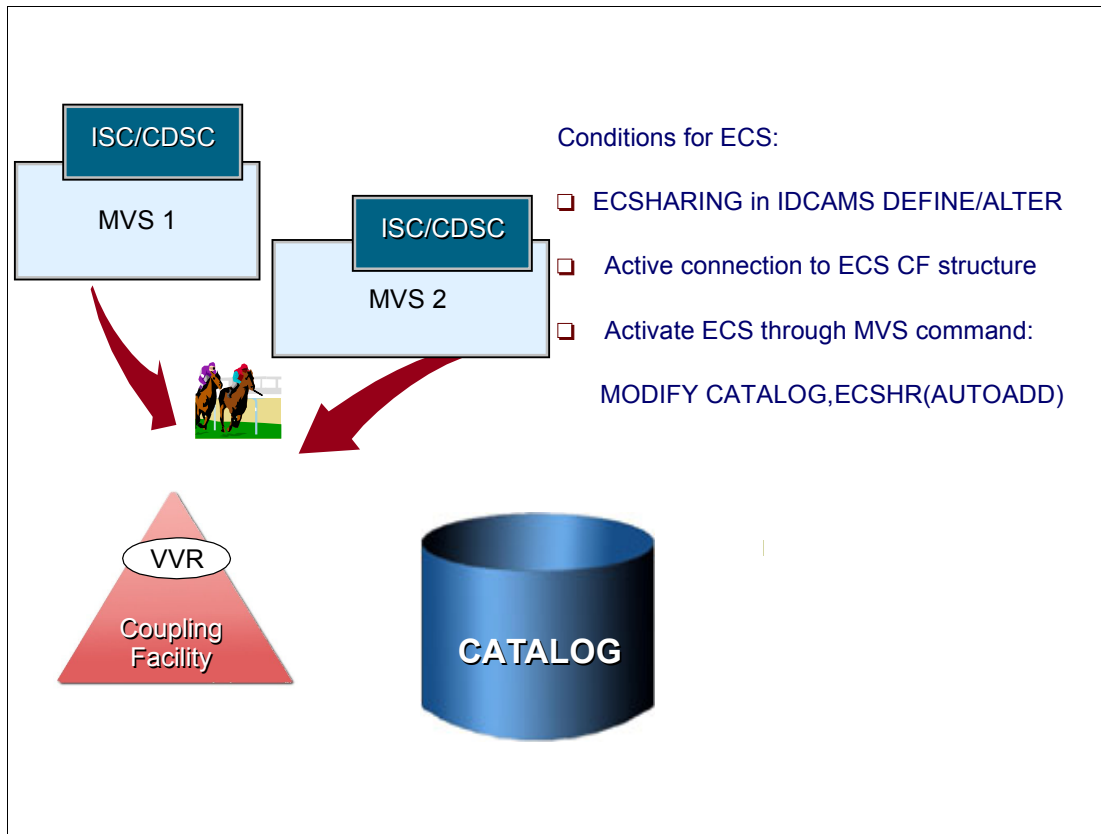 ISC/CDSC
MVS 1
ISC/CDSC
MVS 2
Conditions for ECS:
ECSHARING in IDCAMS DEFINE/ALTER
Active connection to ECS CF structure
Activate ECS through MVS command:
MODIFY CATALOG,ECSHR(AUTOADD)
VVR
Coupling
Facility
CATALOG